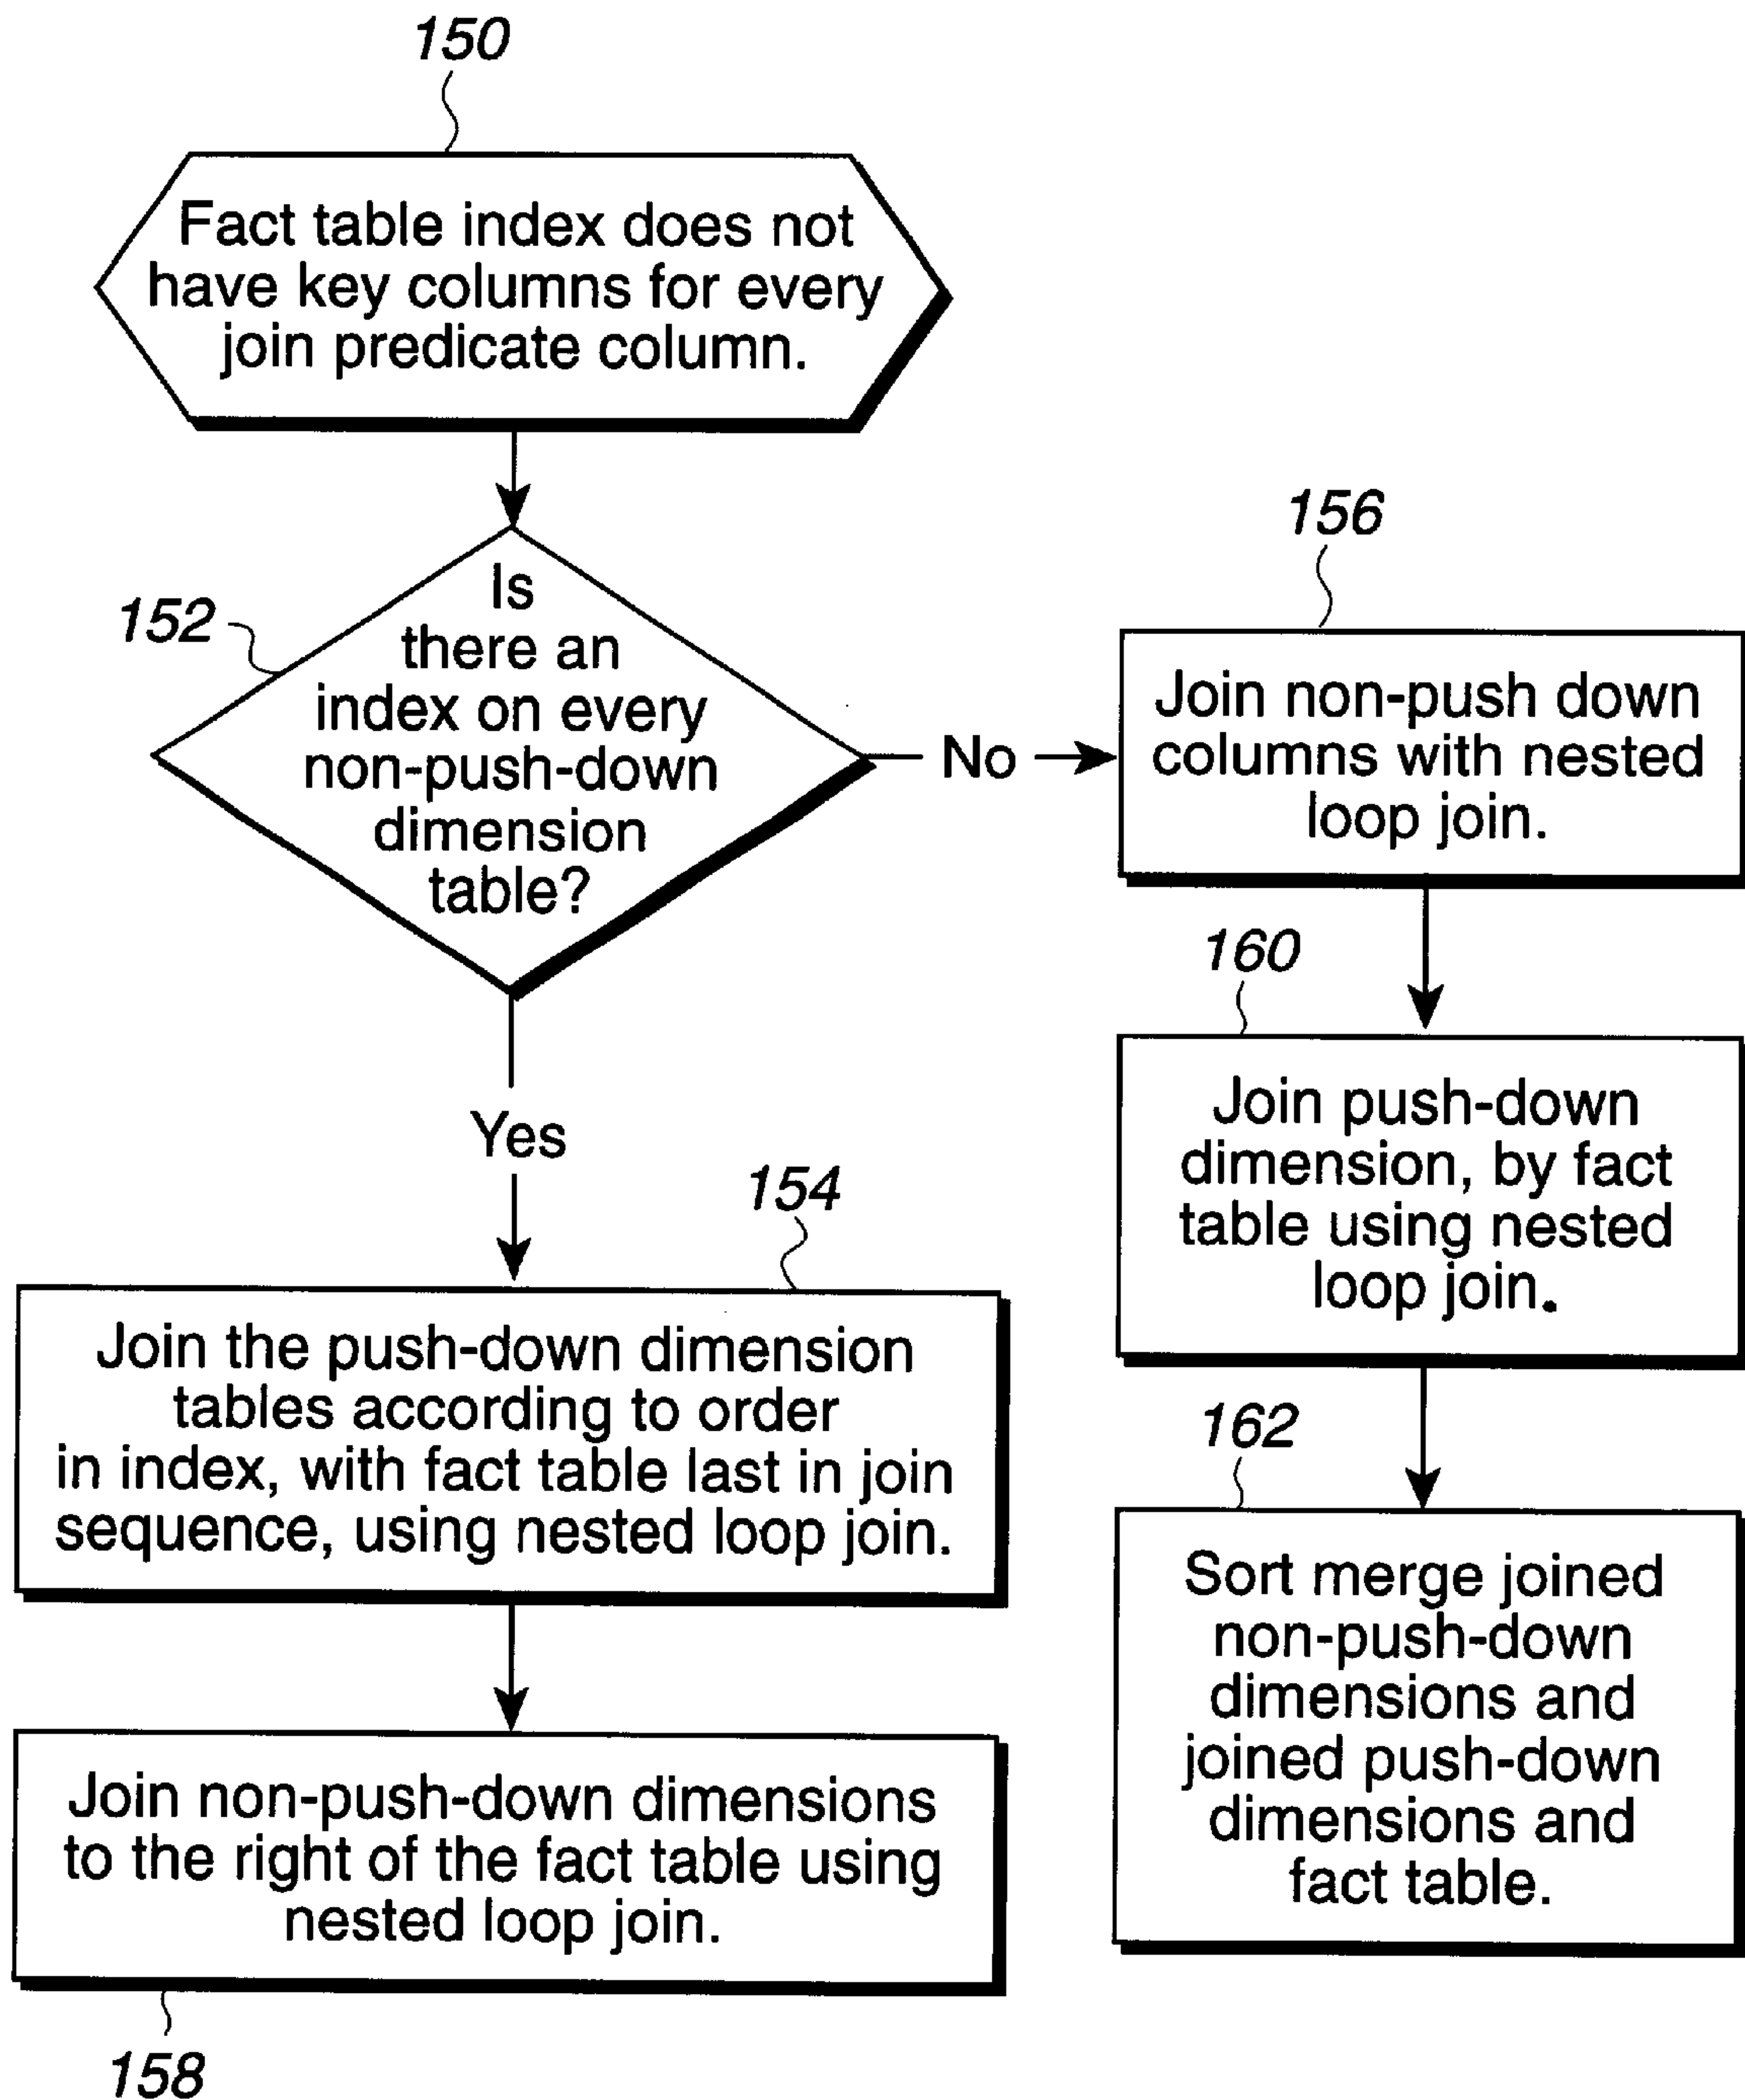 150
Fact table index does not
have key columns for every
join predicate column.
152
Is
there an
index on every
non-push-down
dimension
table?
No
Yes
154
Join the push-down dimension
tables according to order
in index, with fact table last in join
sequence, using nested loop join.
Join non-push-down dimensions
to the right of the fact table using
nested loop join.
158
156
Join non-push down
columns with nested
loop join.
160
Join push-down
dimension, by fact
table using nested
loop join.
162
Sort merge joined
non-push-down
dimensions and
joined push-down
dimensions and
fact table.